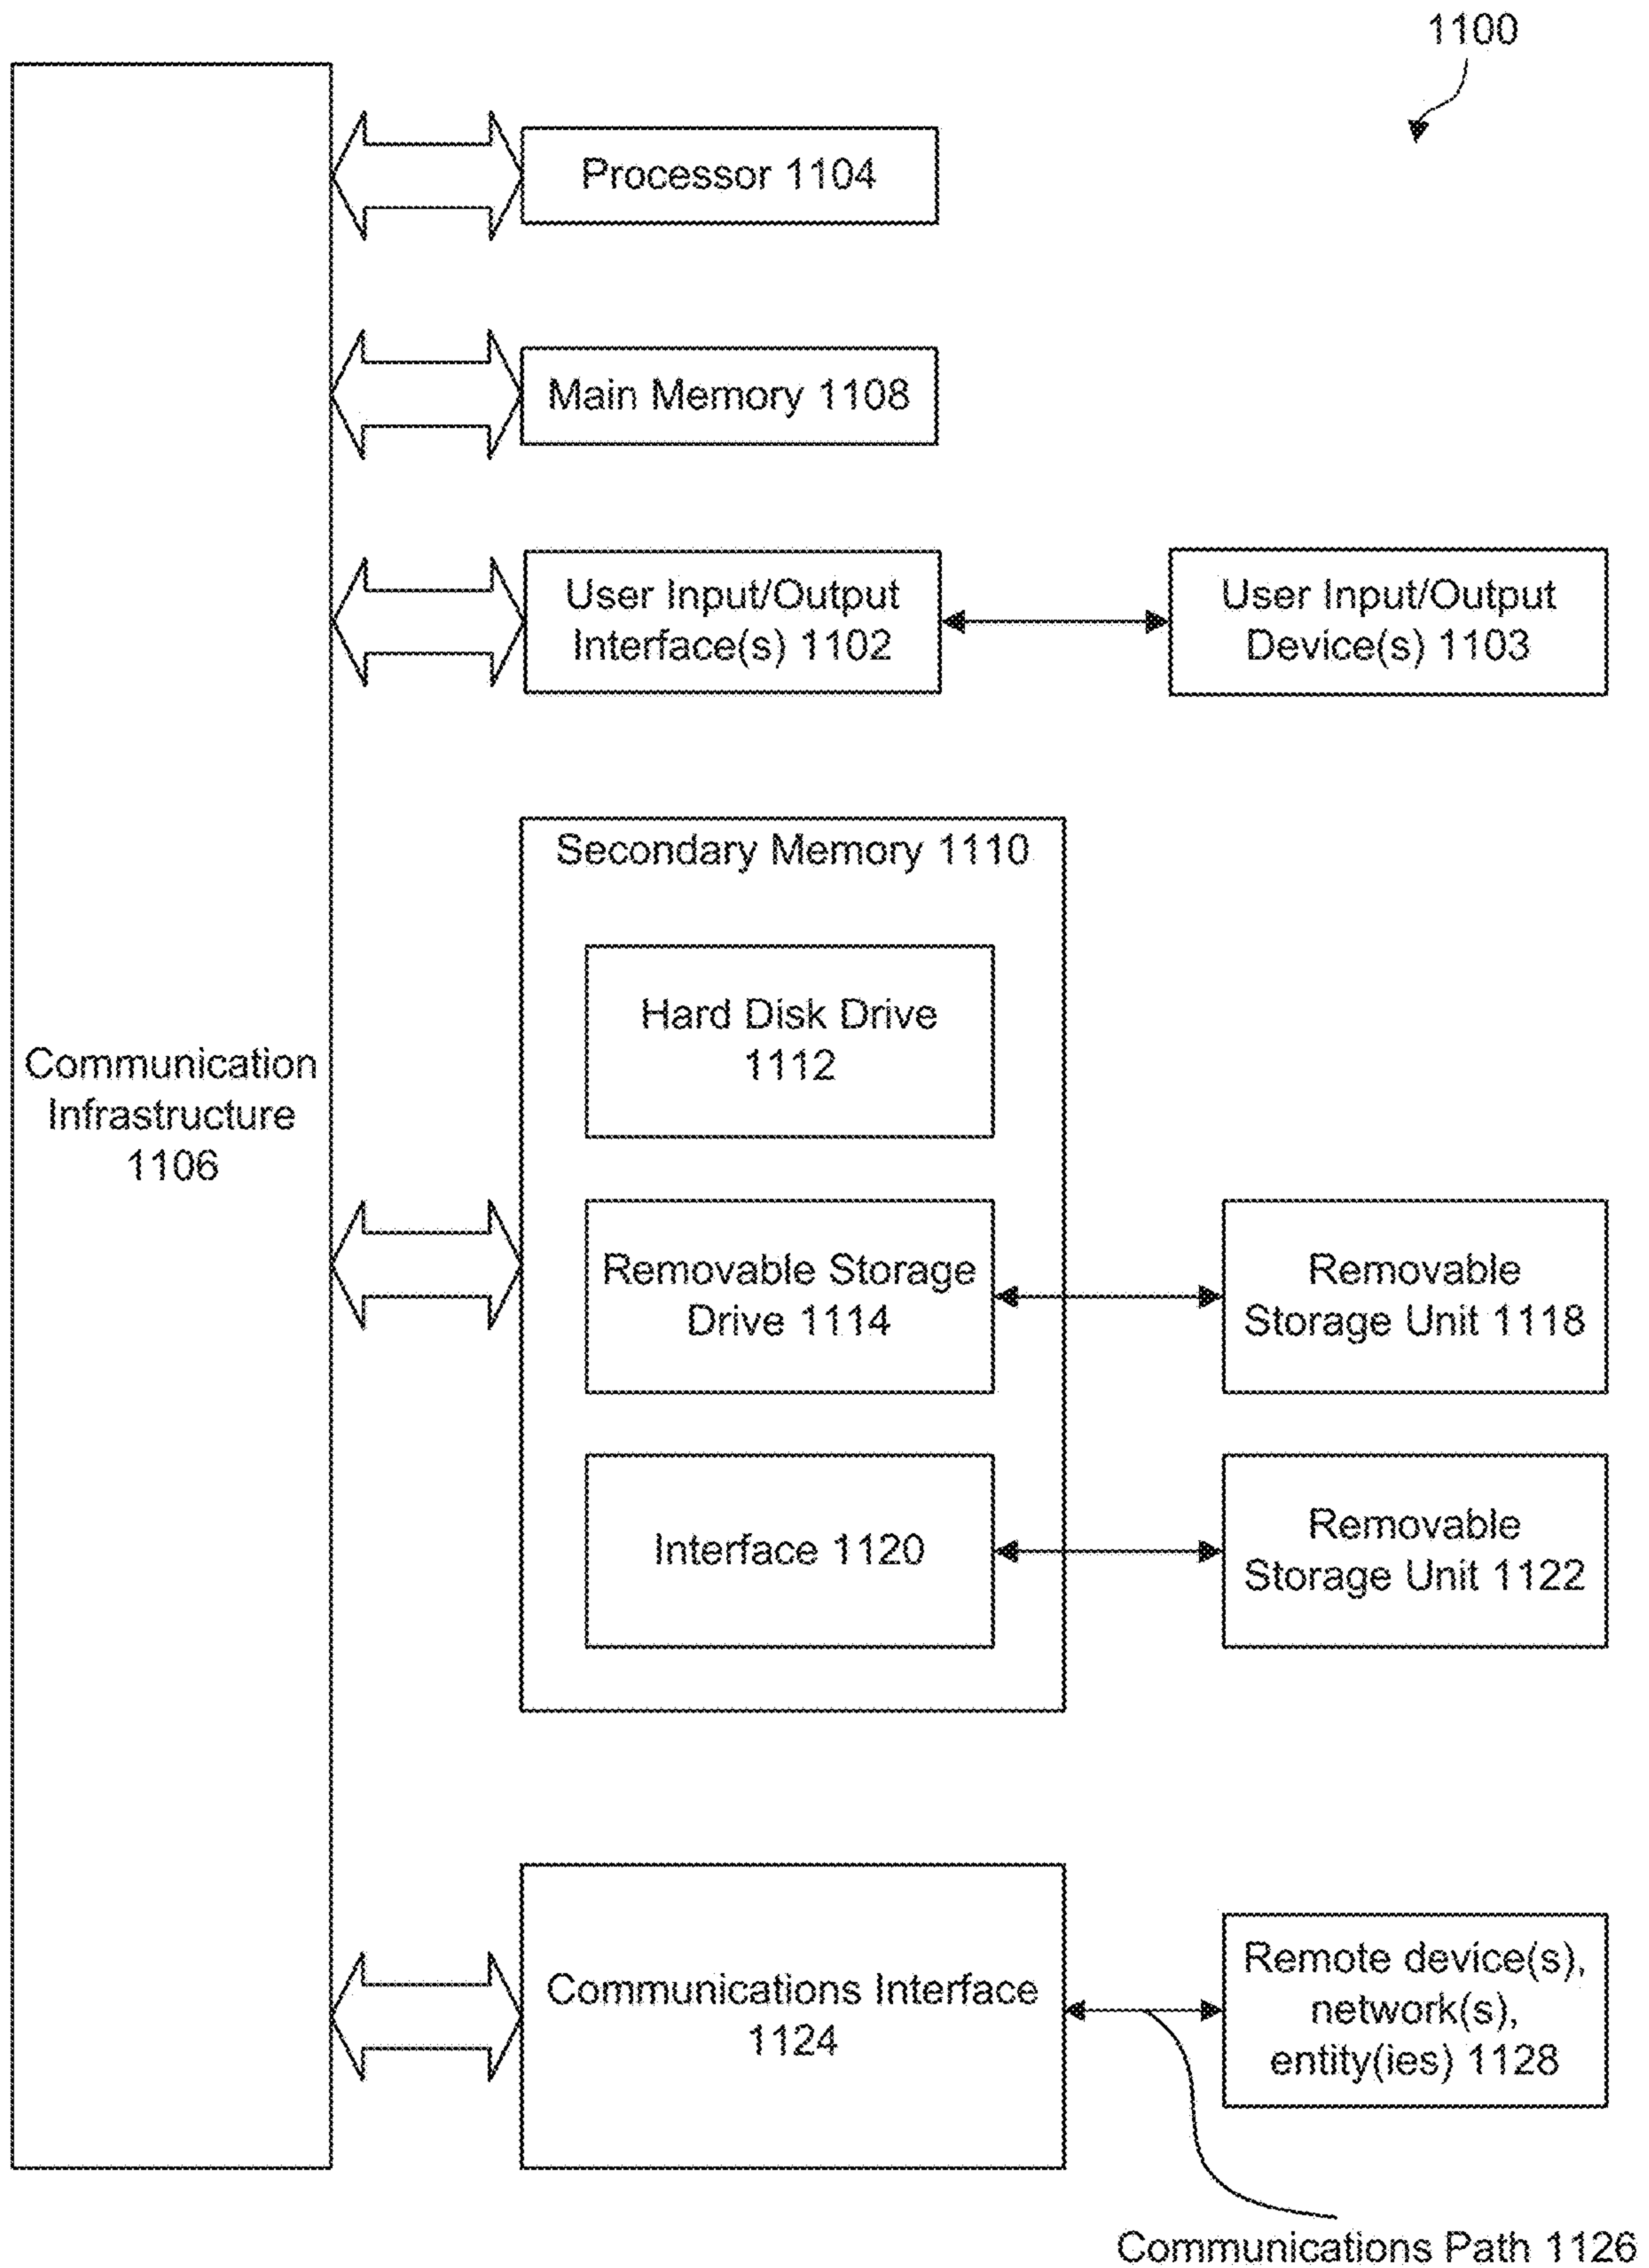 1100
Processor 1104
Main Memory 1108
User Input/Output
Interface(s) 1102
User Input/Output
Device(s) 1103
Secondary Memory 1110
Hard Disk Drive
1112
Communication
Infrastructure
1106
Removable Storage
Drive 1114
Removable
Storage Unit 1118
Interface 1120
Removable
Storage Unit 1122
Communications Interface
1124
Remote device(s),
network(s),
entity(ies) 1128
Communications Path 1126